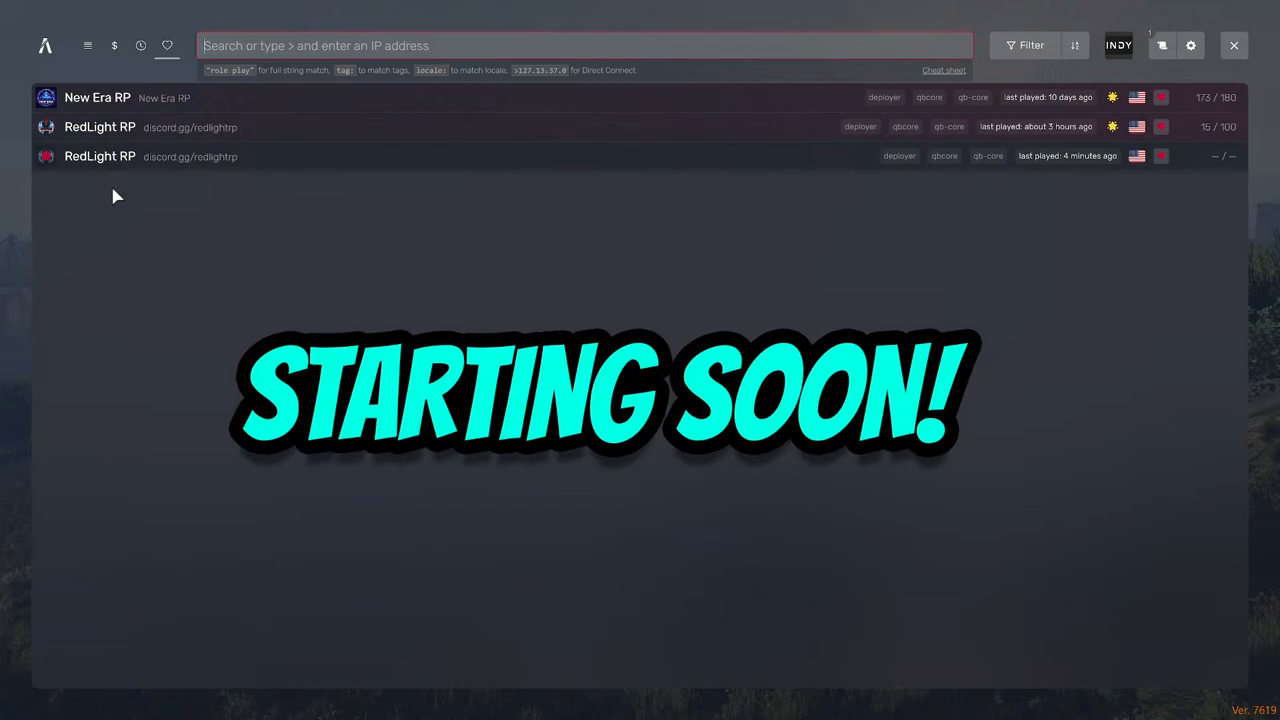 Search or type > and enter an IP address
Filter
INDY
1
"role play" for full string match, tag: to match tags, locale: to match locale, >127.13.37.0 for Direct Connect
Cheat sheet
New Era RP New Era RP deployer qbcore qb-core last played: 10 days ago 173 / 180
RedLight RP discord.gg/redlightrp deployer qbcore qb-core last played: about 3 hours ago 15 / 100
RedLight RP discord.gg/redlightrp deployer qbcore qb-core last played: 4 minutes ago – / –
STARTING SOON!
Ver. 7619